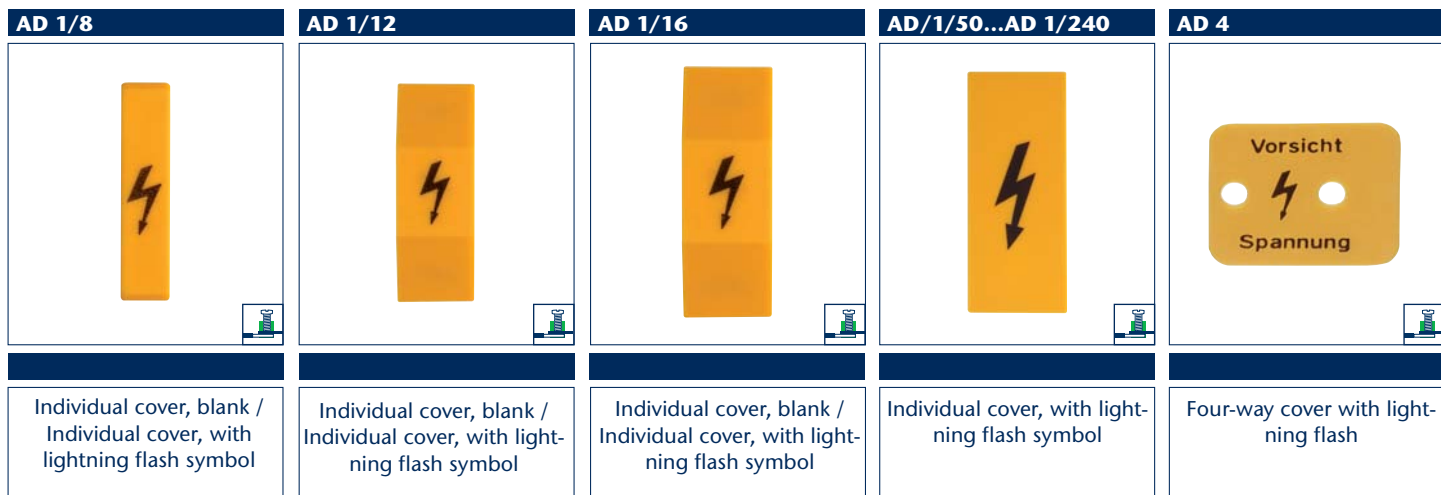 AD 1/8
AD 1/12
AD 1/16
AD/1/50...AD 1/240
AD 4
Vorsicht
Spannung
Individual cover, blank /
Individual cover, with
lightning flash symbol
Individual cover, blank /
Individual cover, with light-
ning flash symbol
Individual cover, blank /
Individual cover, with light-
ning flash symbol
Individual cover, with light-
ning flash symbol
Four-way cover with light-
ning flash